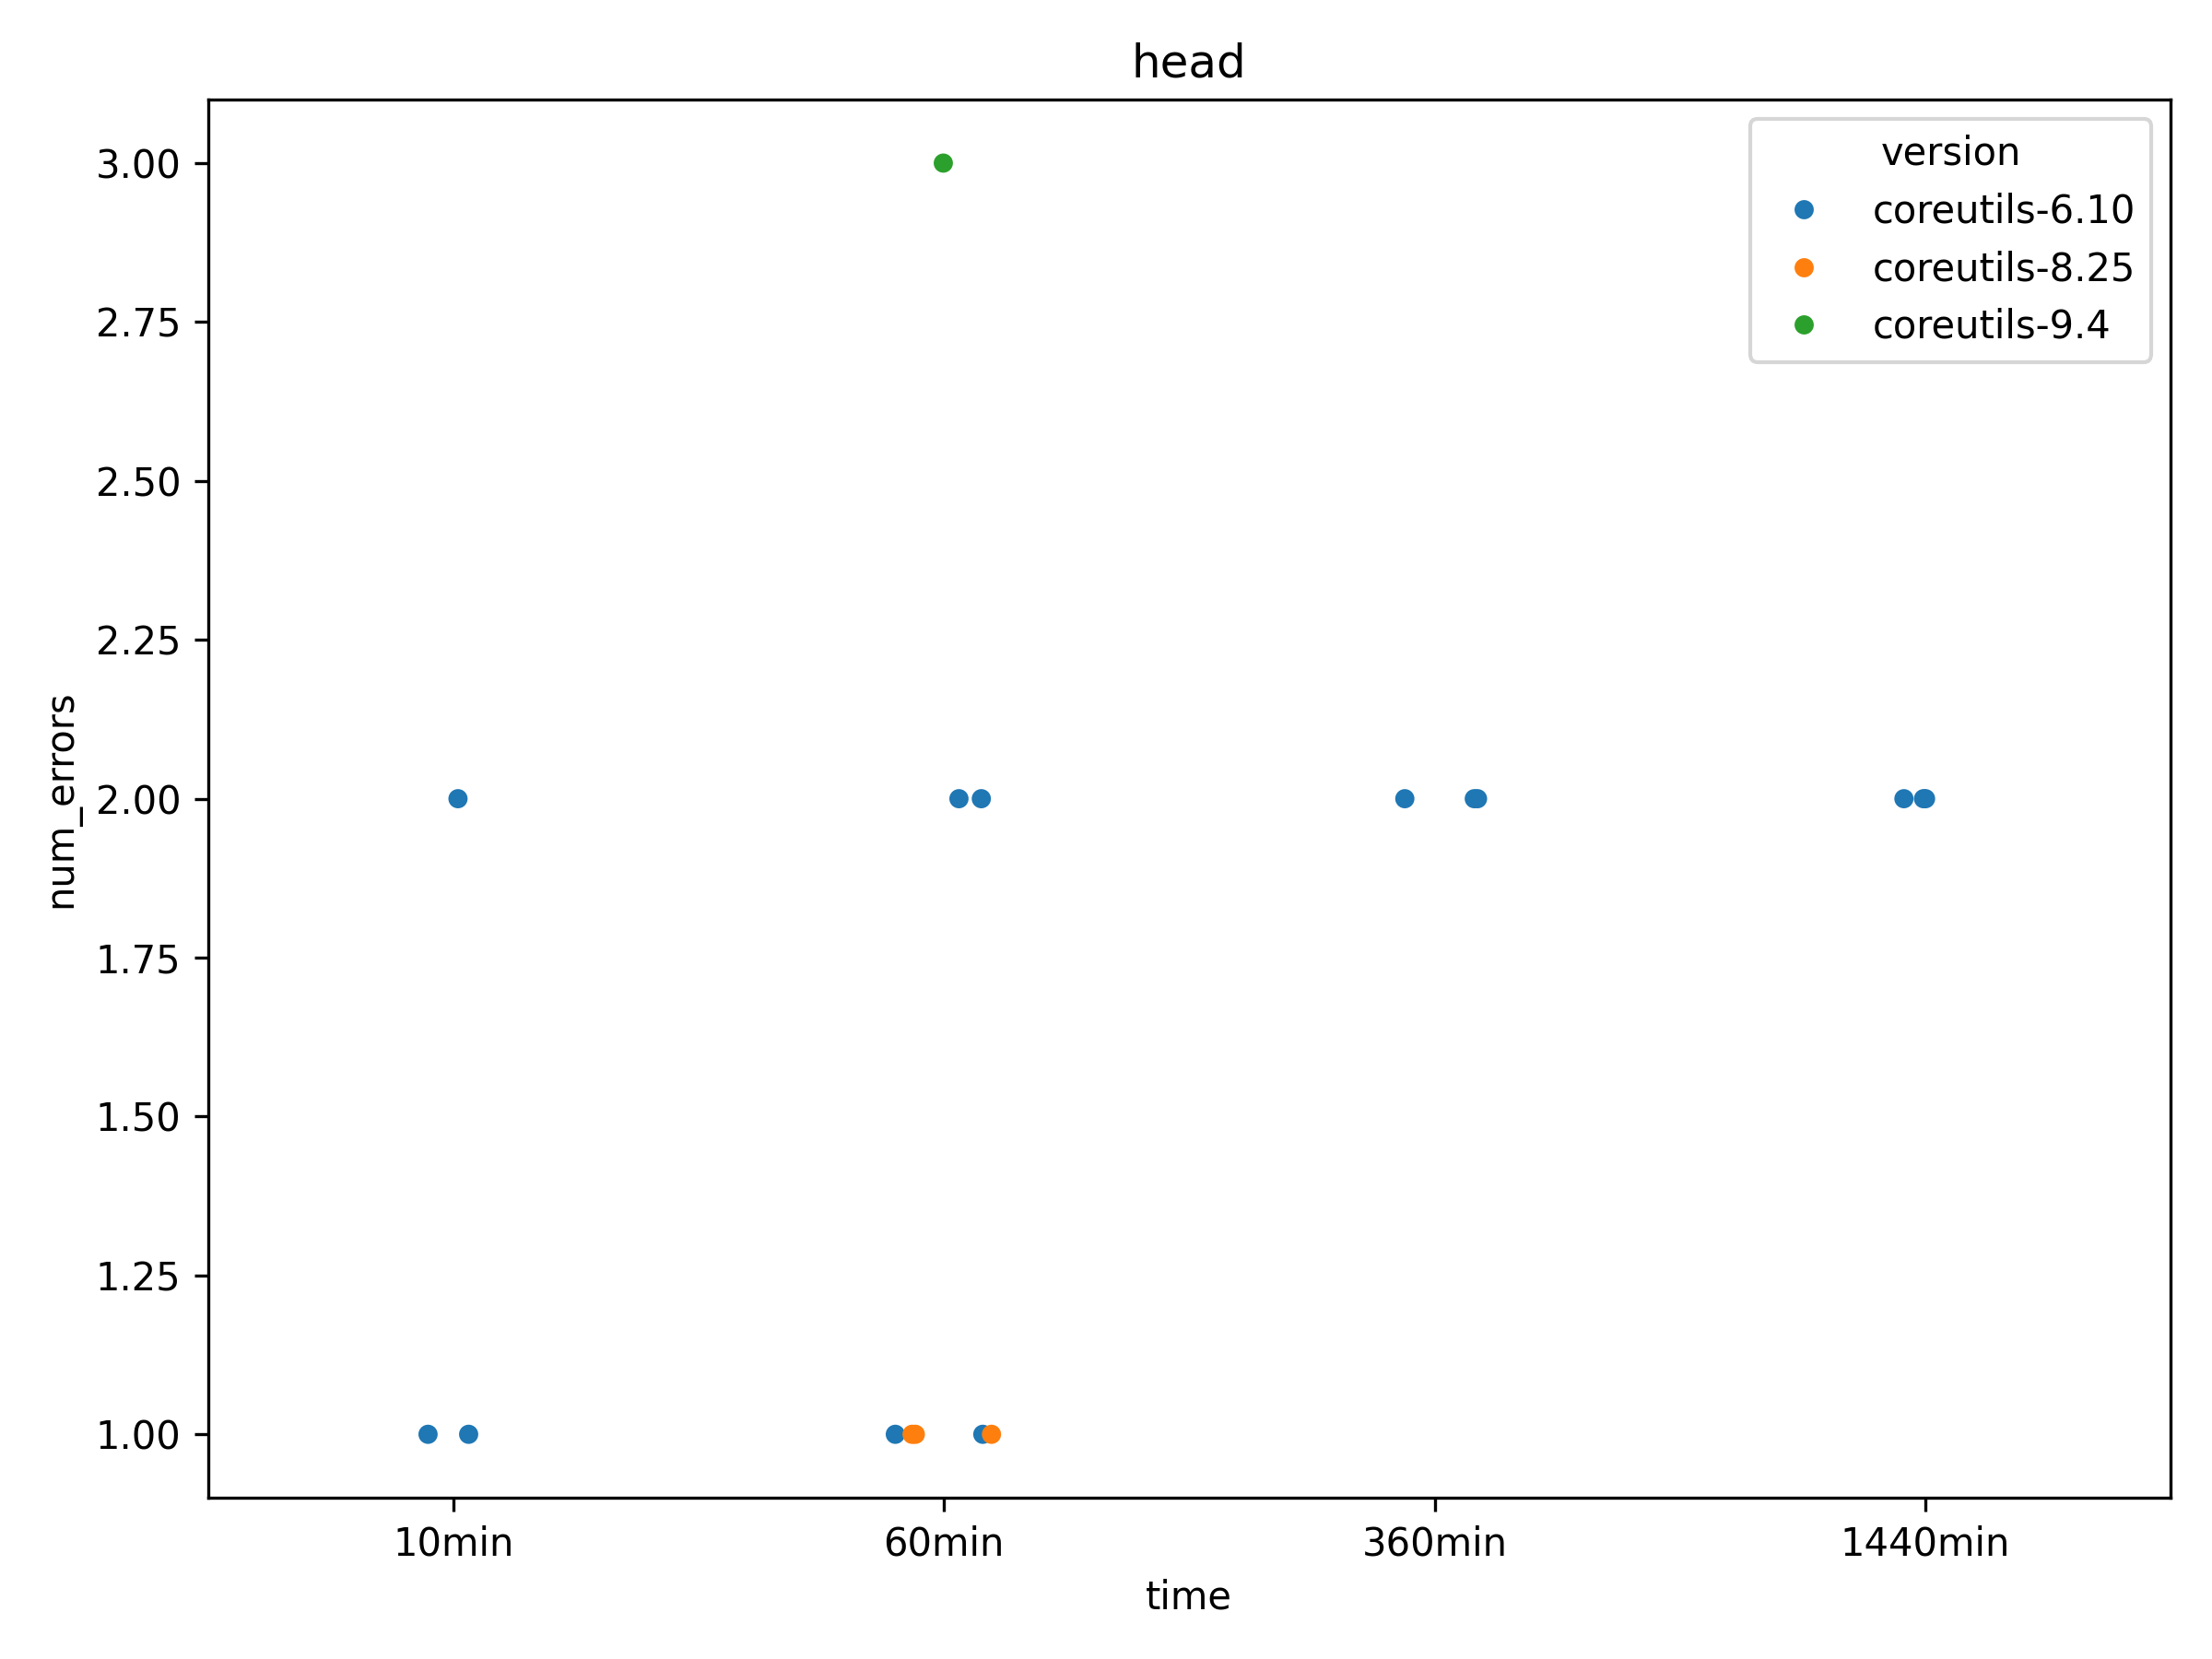 head
version
coreutils-6.10
coreutils-8.25
coreutils-9.4
num_errors
3.00
2.75
2.50
2.25
2.00
1.75
1.50
1.25
1.00
10min 60min 360min 1440min
time